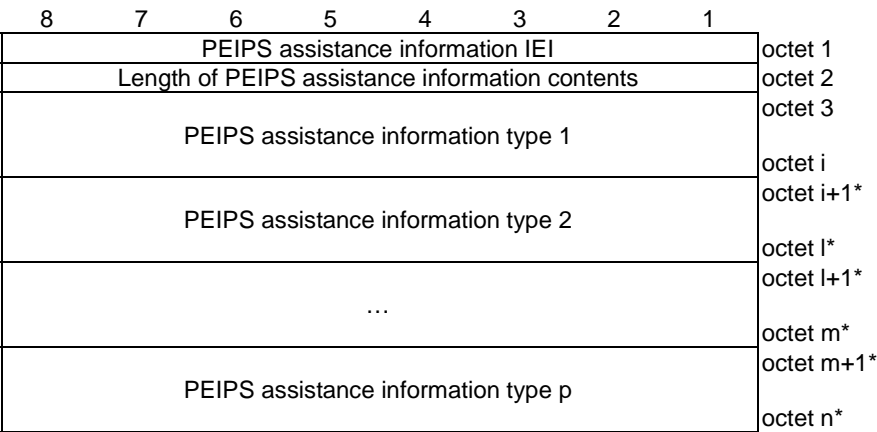 8 7 6 5 4 3 2 1
PEIPS assistance information IEI octet 1
Length of PEIPS assistance information contents octet 2
octet 3
PEIPS assistance information type 1
octet i
octet i+1*
PEIPS assistance information type 2
octet l*
octet l+1*
…
octet m*
octet m+1*
PEIPS assistance information type p
octet n*